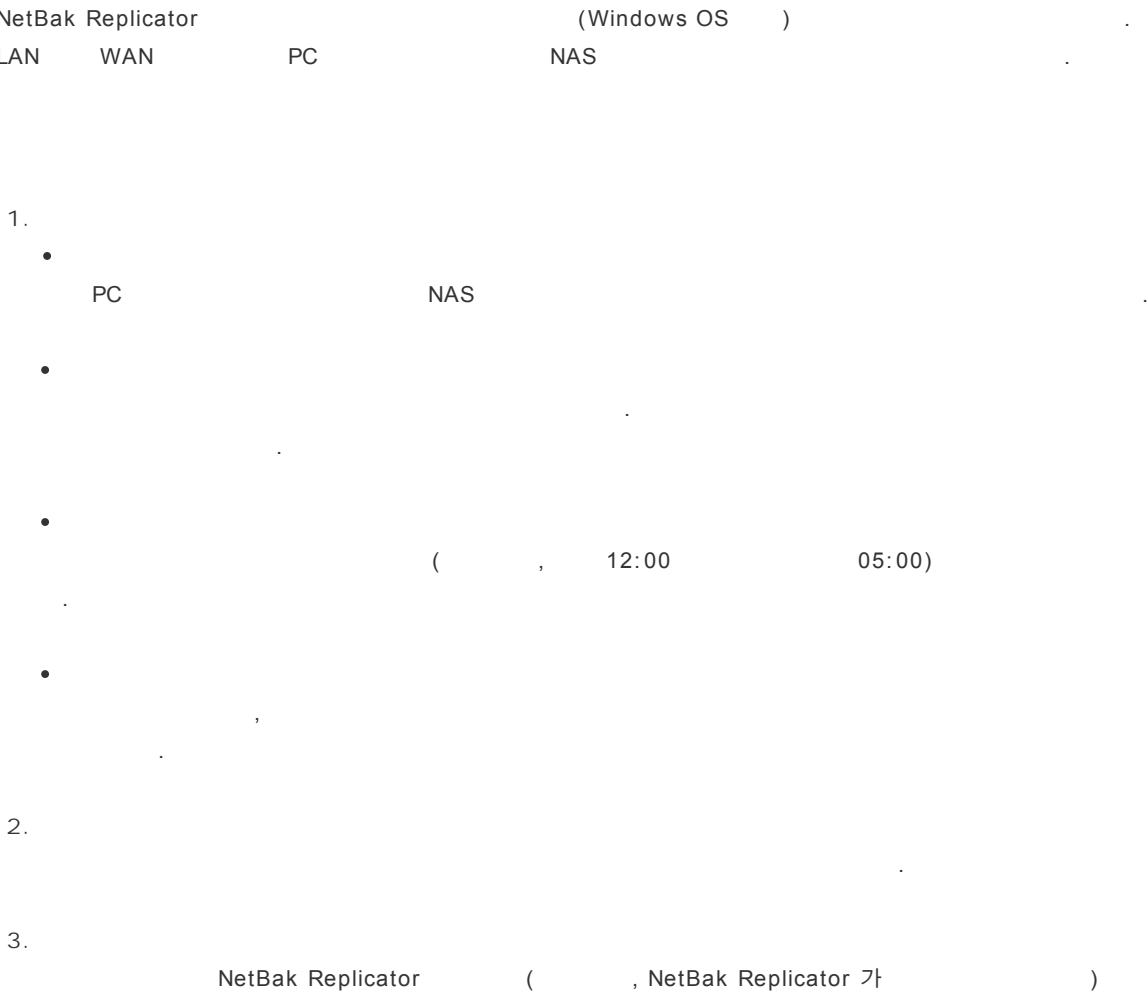 NetBak Replicator (Windows OS ) .
LAN WAN PC NAS .
1.
•
PC NAS .
•
.
.
•
( , 12:00 05:00)
.
•
,
.
2.
.
3.
NetBak Replicator ( , NetBak Replicator 가 )